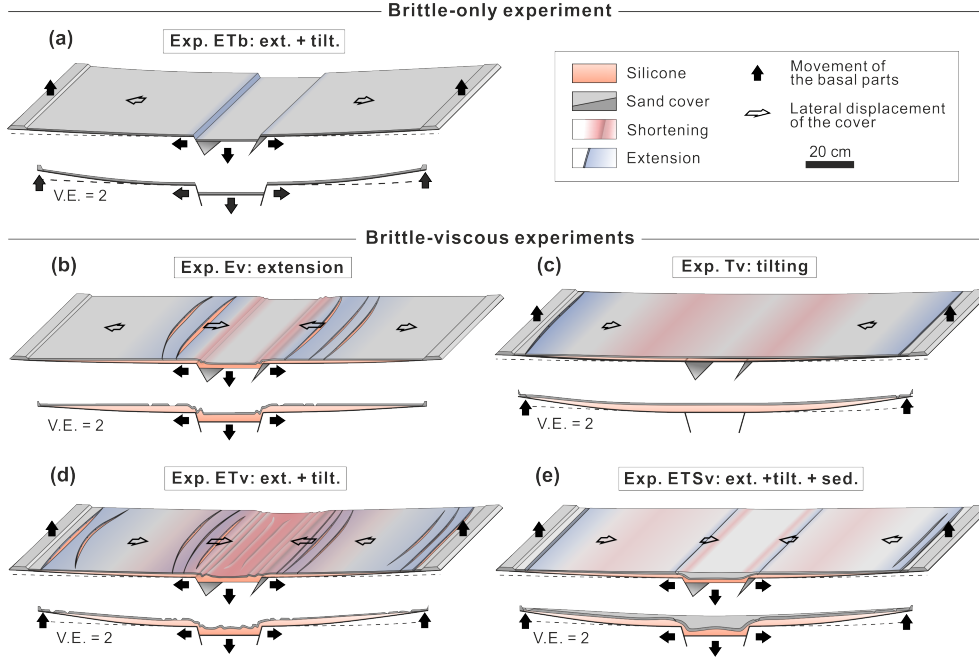 Brittle-only experiment
(a)
Exp. ETb: ext. + tilt.
V.E. = 2
Silicone
Sand cover
Shortening
Extension
Movement of
the basal parts
Lateral displacement
of the cover
20 cm
Brittle-viscous experiments
(b)
Exp. Ev: extension
V.E. = 2
(c)
Exp. Tv: tilting
V.E. = 2
(d)
Exp. ETv: ext. + tilt.
V.E. = 2
(e)
Exp. ETSv: ext. +tilt. + sed.
V.E. = 2